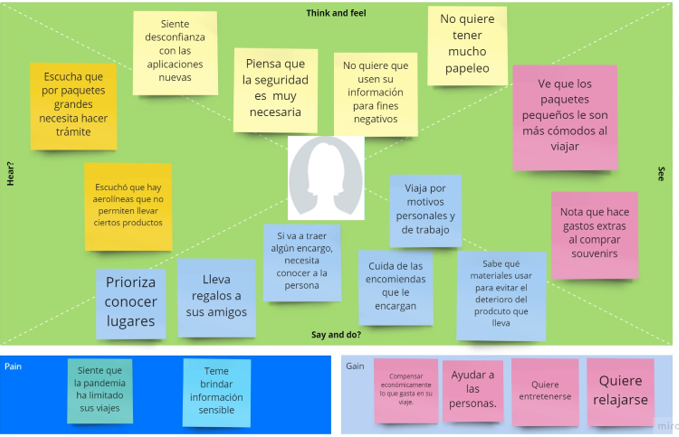 Think and feel
Siente
desconfianza
con las
aplicaciones
nuevas
Piensa que
la seguridad
es muy
necesaria
No quiere que
usen su
información
para fines
negativos
No quiere
tener
mucho
papeleo
Hear?
Escucha que
por paquetes
grandes
necesita hacer
trámite
Escuchó que hay
aerolíneas que no
permiten llevar
ciertos productos
See
Ve que los
paquetes
pequeños le son
más cómodos al
viajar
Nota que hace
gastos extras
al comprar
souvenirs
Prioriza
conocer
lugares
Lleva
regalos a
sus amigos
Si va a traer
algún encargo,
necesita
conocer a la
persona
Viaja por
motivos
personales y
de trabajo
Cuida de las
encomiendas
que le
encargan
Sabe qué
materiales usar
para evitar el
deterioro del
prodcuto que
lleva
Say and do?
Pain
Siente que
la pandemia
ha limitado
sus viajes
Teme
brindar
información
sensible
Gain
Compensar
económicamente
lo que gasta en su
viaje.
Ayudar a
las
personas.
Quiere
entretenerse
Quiere
relajarse
miro